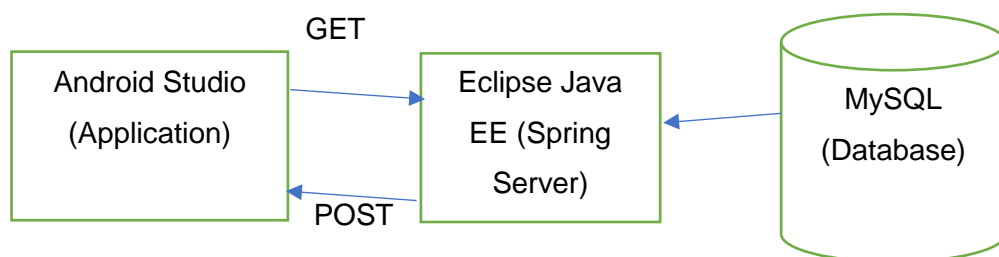 GET
Android Studio
(Application)
Eclipse Java
EE (Spring
Server)
MySQL
(Database)
POST